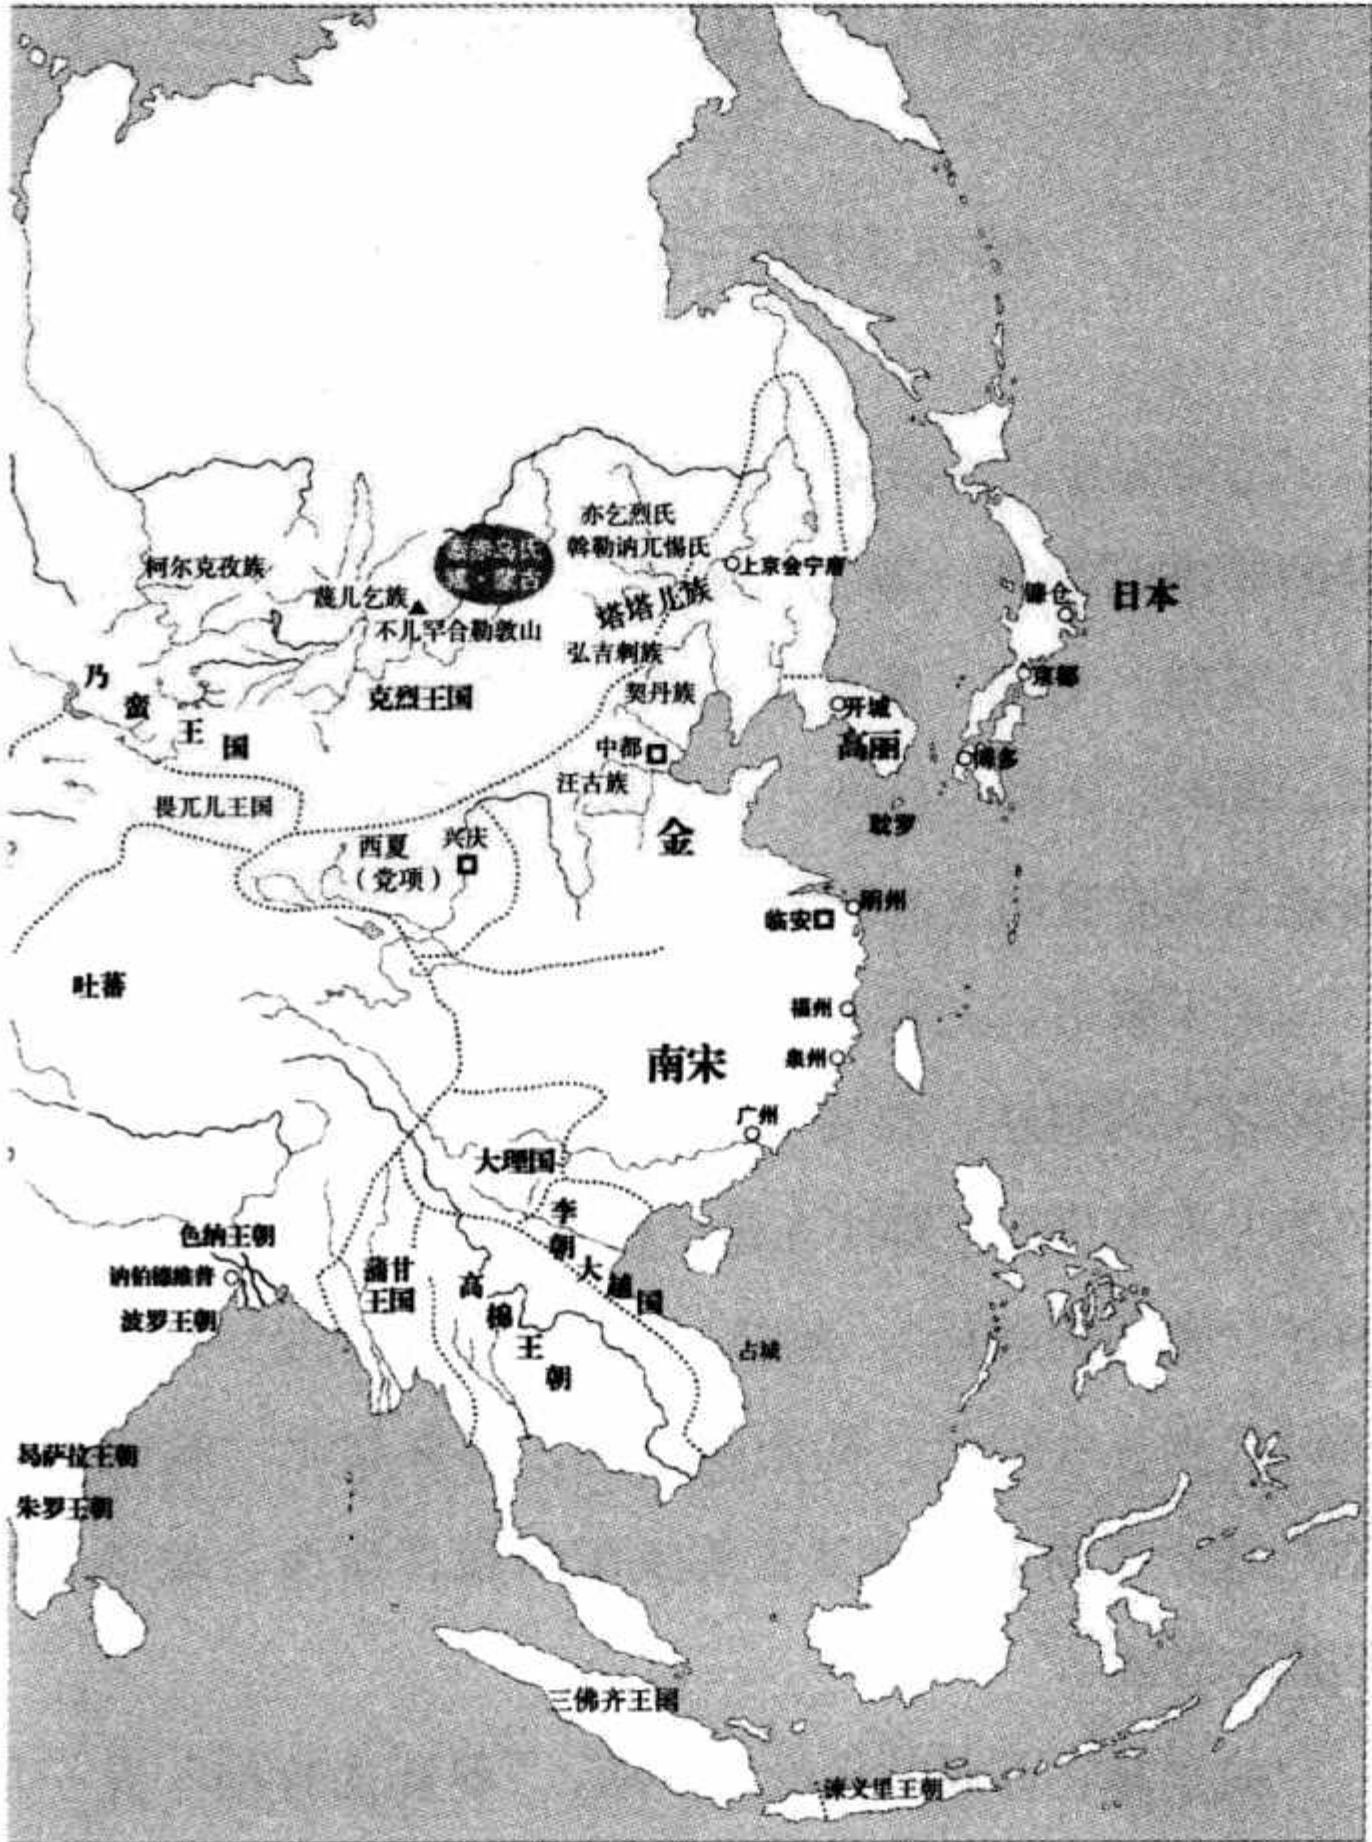 亦乞烈氏
斡勒讷兀惕氏
柯尔克孜族
上京会宁府
蔑儿乞族
塔塔儿族
镰仓
日本
不儿罕合勒敦山
弘吉剌族
乃蛮王国
克烈王国
契丹族
京都
开城
高丽
中都
博多
汪古族
畏兀儿王国
耽罗
金
西夏
（党项）
兴庆
明州
临安
吐蕃
福州
南宋
泉州
广州
大理国
李朝大越国
色纳王朝
讷伯德维普
蒲甘
王国
高棉王朝
波罗王朝
占城
曷萨拉王朝
朱罗王朝
三佛齐王国
谏义里王朝